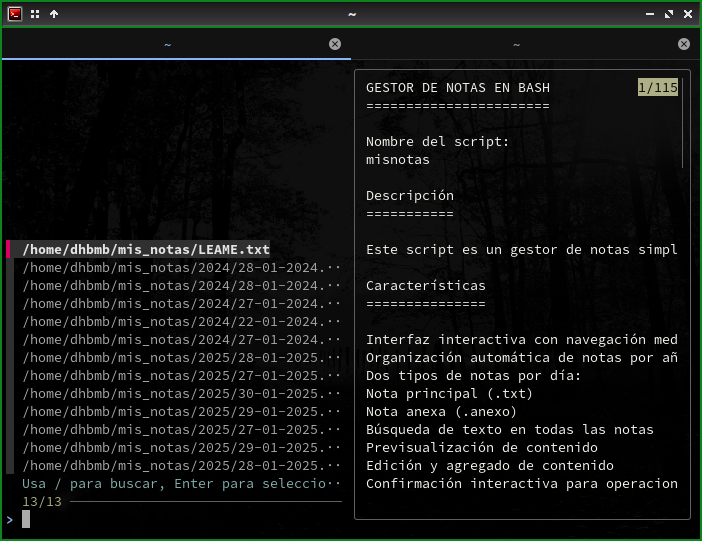 ~
~
~
GESTOR DE NOTAS EN BASH
1/115
=======================
Nombre del script:
misnotas
Descripción
===========
Este script es un gestor de notas simpl
Características
===============
Interfaz interactiva con navegación med
Organización automática de notas por añ
Dos tipos de notas por día:
Nota principal (.txt)
Nota anexa (.anexo)
Búsqueda de texto en todas las notas
Previsualización de contenido
Edición y agregado de contenido
Confirmación interactiva para operacion
/home/dhbmb/mis_notas/LEAME.txt
/home/dhbmb/mis_notas/2024/28-01-2024.··
/home/dhbmb/mis_notas/2024/28-01-2024.··
/home/dhbmb/mis_notas/2024/27-01-2024.··
/home/dhbmb/mis_notas/2024/22-01-2024.··
/home/dhbmb/mis_notas/2024/27-01-2024.··
/home/dhbmb/mis_notas/2025/28-01-2025.··
/home/dhbmb/mis_notas/2025/27-01-2025.··
/home/dhbmb/mis_notas/2025/30-01-2025.··
/home/dhbmb/mis_notas/2025/29-01-2025.··
/home/dhbmb/mis_notas/2025/27-01-2025.··
/home/dhbmb/mis_notas/2025/29-01-2025.··
/home/dhbmb/mis_notas/2025/28-01-2025.··
Usa / para buscar, Enter para seleccio··
13/13
>